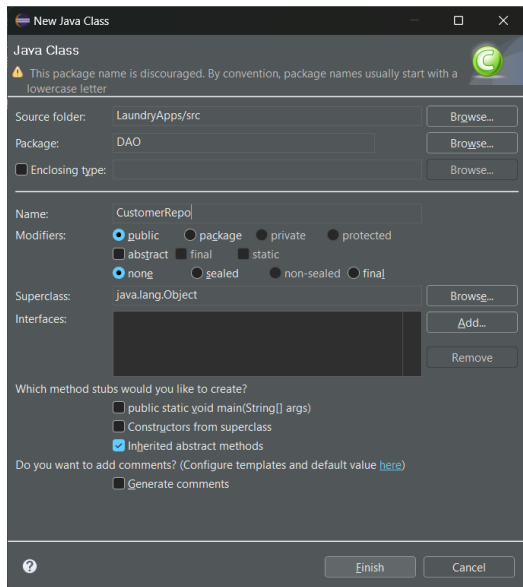 New Java Class
Java Class
This package name is discouraged. By convention, package names usually start with a
lowercase letter
Source folder: LaundryApps/src Browse...
Package: DAO Browse...
Enclosing type: Browse...
Name: CustomerRepo
Modifiers: public package private protected
abstract final static
none sealed non-sealed final
Superclass: java.lang.Object Browse...
Interfaces: Add...
Remove
Which method stubs would you like to create?
public static void main(String[] args)
Constructors from superclass
Inherited abstract methods
Do you want to add comments? (Configure templates and default value here)
Generate comments
? Finish Cancel